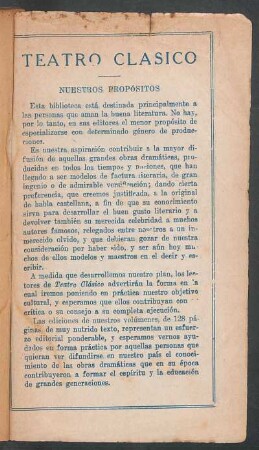 TEATRO CLASICO
NUESTROS PROPÓSITOS
Esta biblioteca está destinada principalmente a
las personas que aman la buena literatura. No hay,
por lo tanto, en sus editores el menor propósito de
especializarse con determinado género de produc-
ciones.
Es nuestra aspiración contribuir a la mayor di-
fusión de aquellas grandes obras dramáticas, pro-
ducidas en todos los tiempos y naciones, que han
llegado a ser modelos de factura literaria, de gran
ingenio o de admirable versificación; dando cierta
preferencia, que creemos justificada, a la original
de habla castellana, a fin de que su conocimiento
sirva para desarrollar el buen gusto literario y a
devolver también su merecida celebridad a muchos
autores famosos, relegados entre nosotros a un in-
merecido olvido, y que debieran gozar de nuestra
consideración por haber sido, y ser aún hoy muchos
de ellos modelos y maestros en el decir y es-
cribir.
A medida que desarrollemos nuestro plan, los lec-
tores de Teatro Clásico advertirán la forma en la
cual iremos poniendo en práctica nuestro objetivo
cultural, y esperamos que ellos contribuyan con su
crítica o su consejo a su completa ejecución.
Las ediciones de nuestros volúmenes, de 128 pá-
ginas de muy nutrido texto, representan un esfuer-
zo editorial ponderable, y esperamos vernos ayu-
dados en forma práctica por aquellas personas que
quieran ver difundirse en nuestro país el conoci-
miento de las obras dramáticas que en su época
contribuyeron a formar el espíritu y la educación
de grandes generaciones.